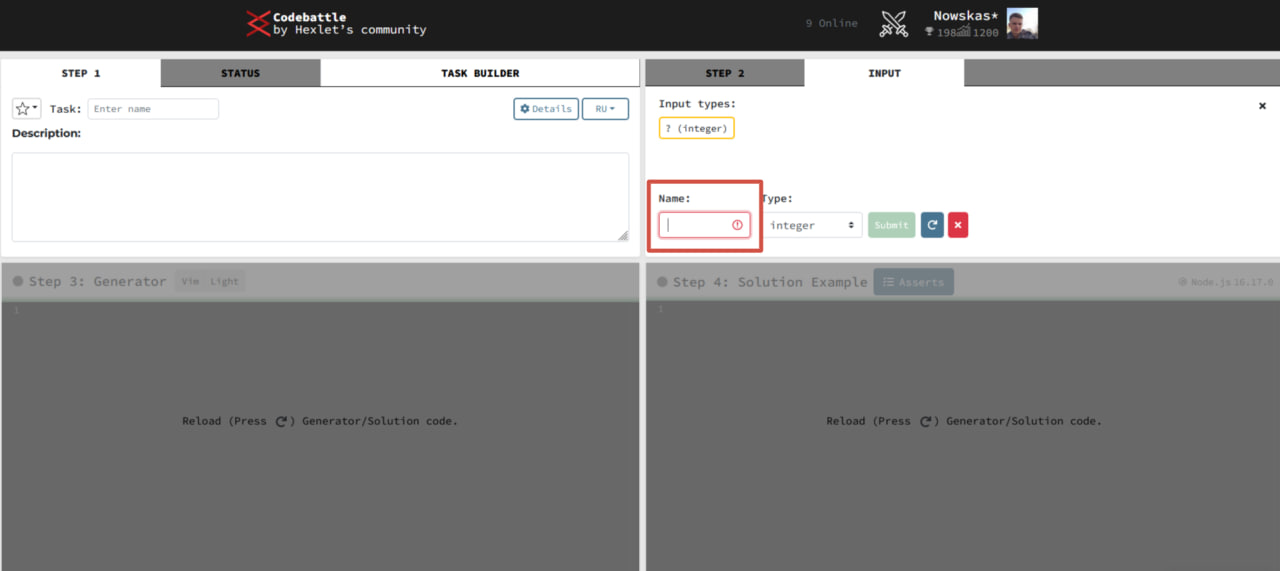 Codebattle
by Hexlet's community
9 Online
Nowskas*
198 1200
STEP 1
STATUS
TASK BUILDER
Task: Enter name
Details
RU
Description:
STEP 2
INPUT
Input types:
? (integer)
Name:
Type:
integer
Submit
Step 3: Generator
Vim Light
1
Reload (Press ) Generator/Solution code.
Step 4: Solution Example
Asserts
Node.js 16.17.0
1
Reload (Press ) Generator/Solution code.